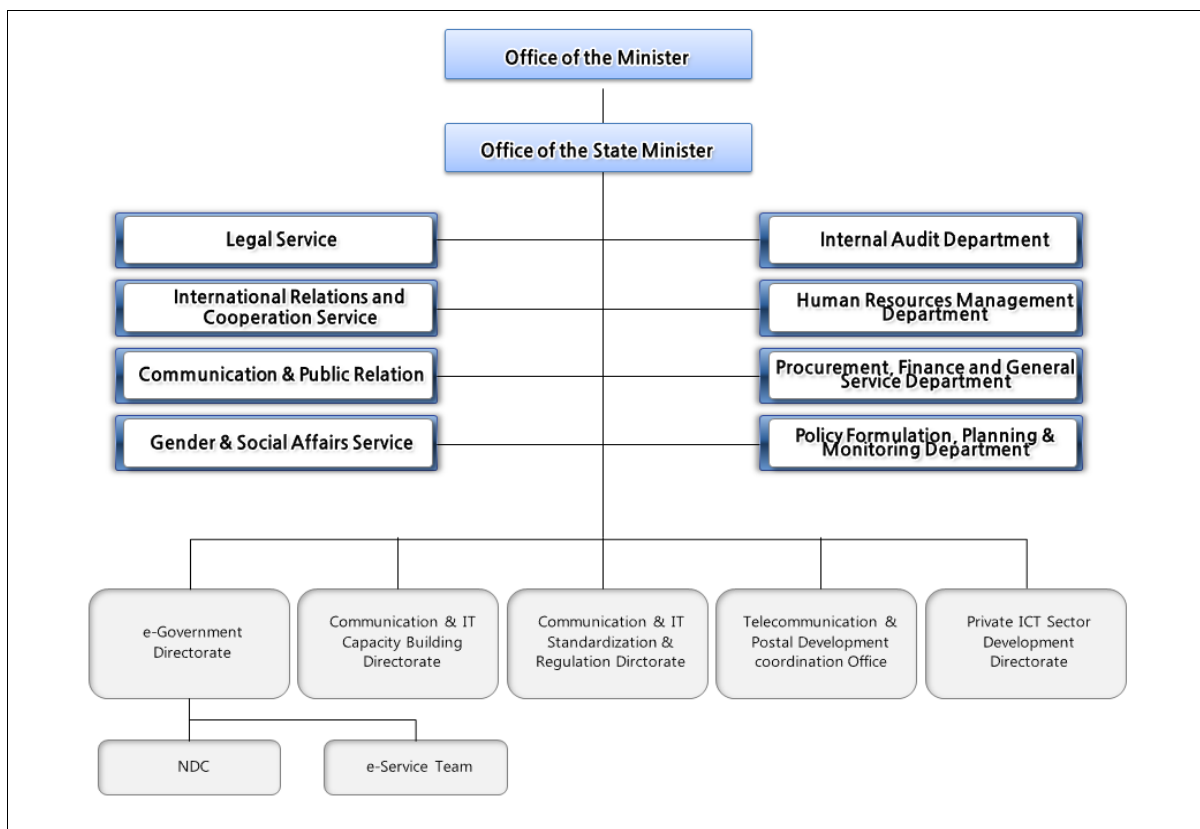 Office of the Minister
Office of the State Minister
Legal Service
Internal Audit Department
International Relations and
Cooperation Service
Human Resources Management
Department
Communication & Public Relation
Procurement, Finance and General
Service Department
Gender & Social Affairs Service
Policy Formulation, Planning &
Monitoring Department
e-Government
Directorate
Communication & IT
Capacity Building
Directorate
Communication & IT
Standardization &
Regulation Dirctorate
Telecommunication &
Postal Development
coordination Office
Private ICT Sector
Development
Directorate
NDC
e-Service Team